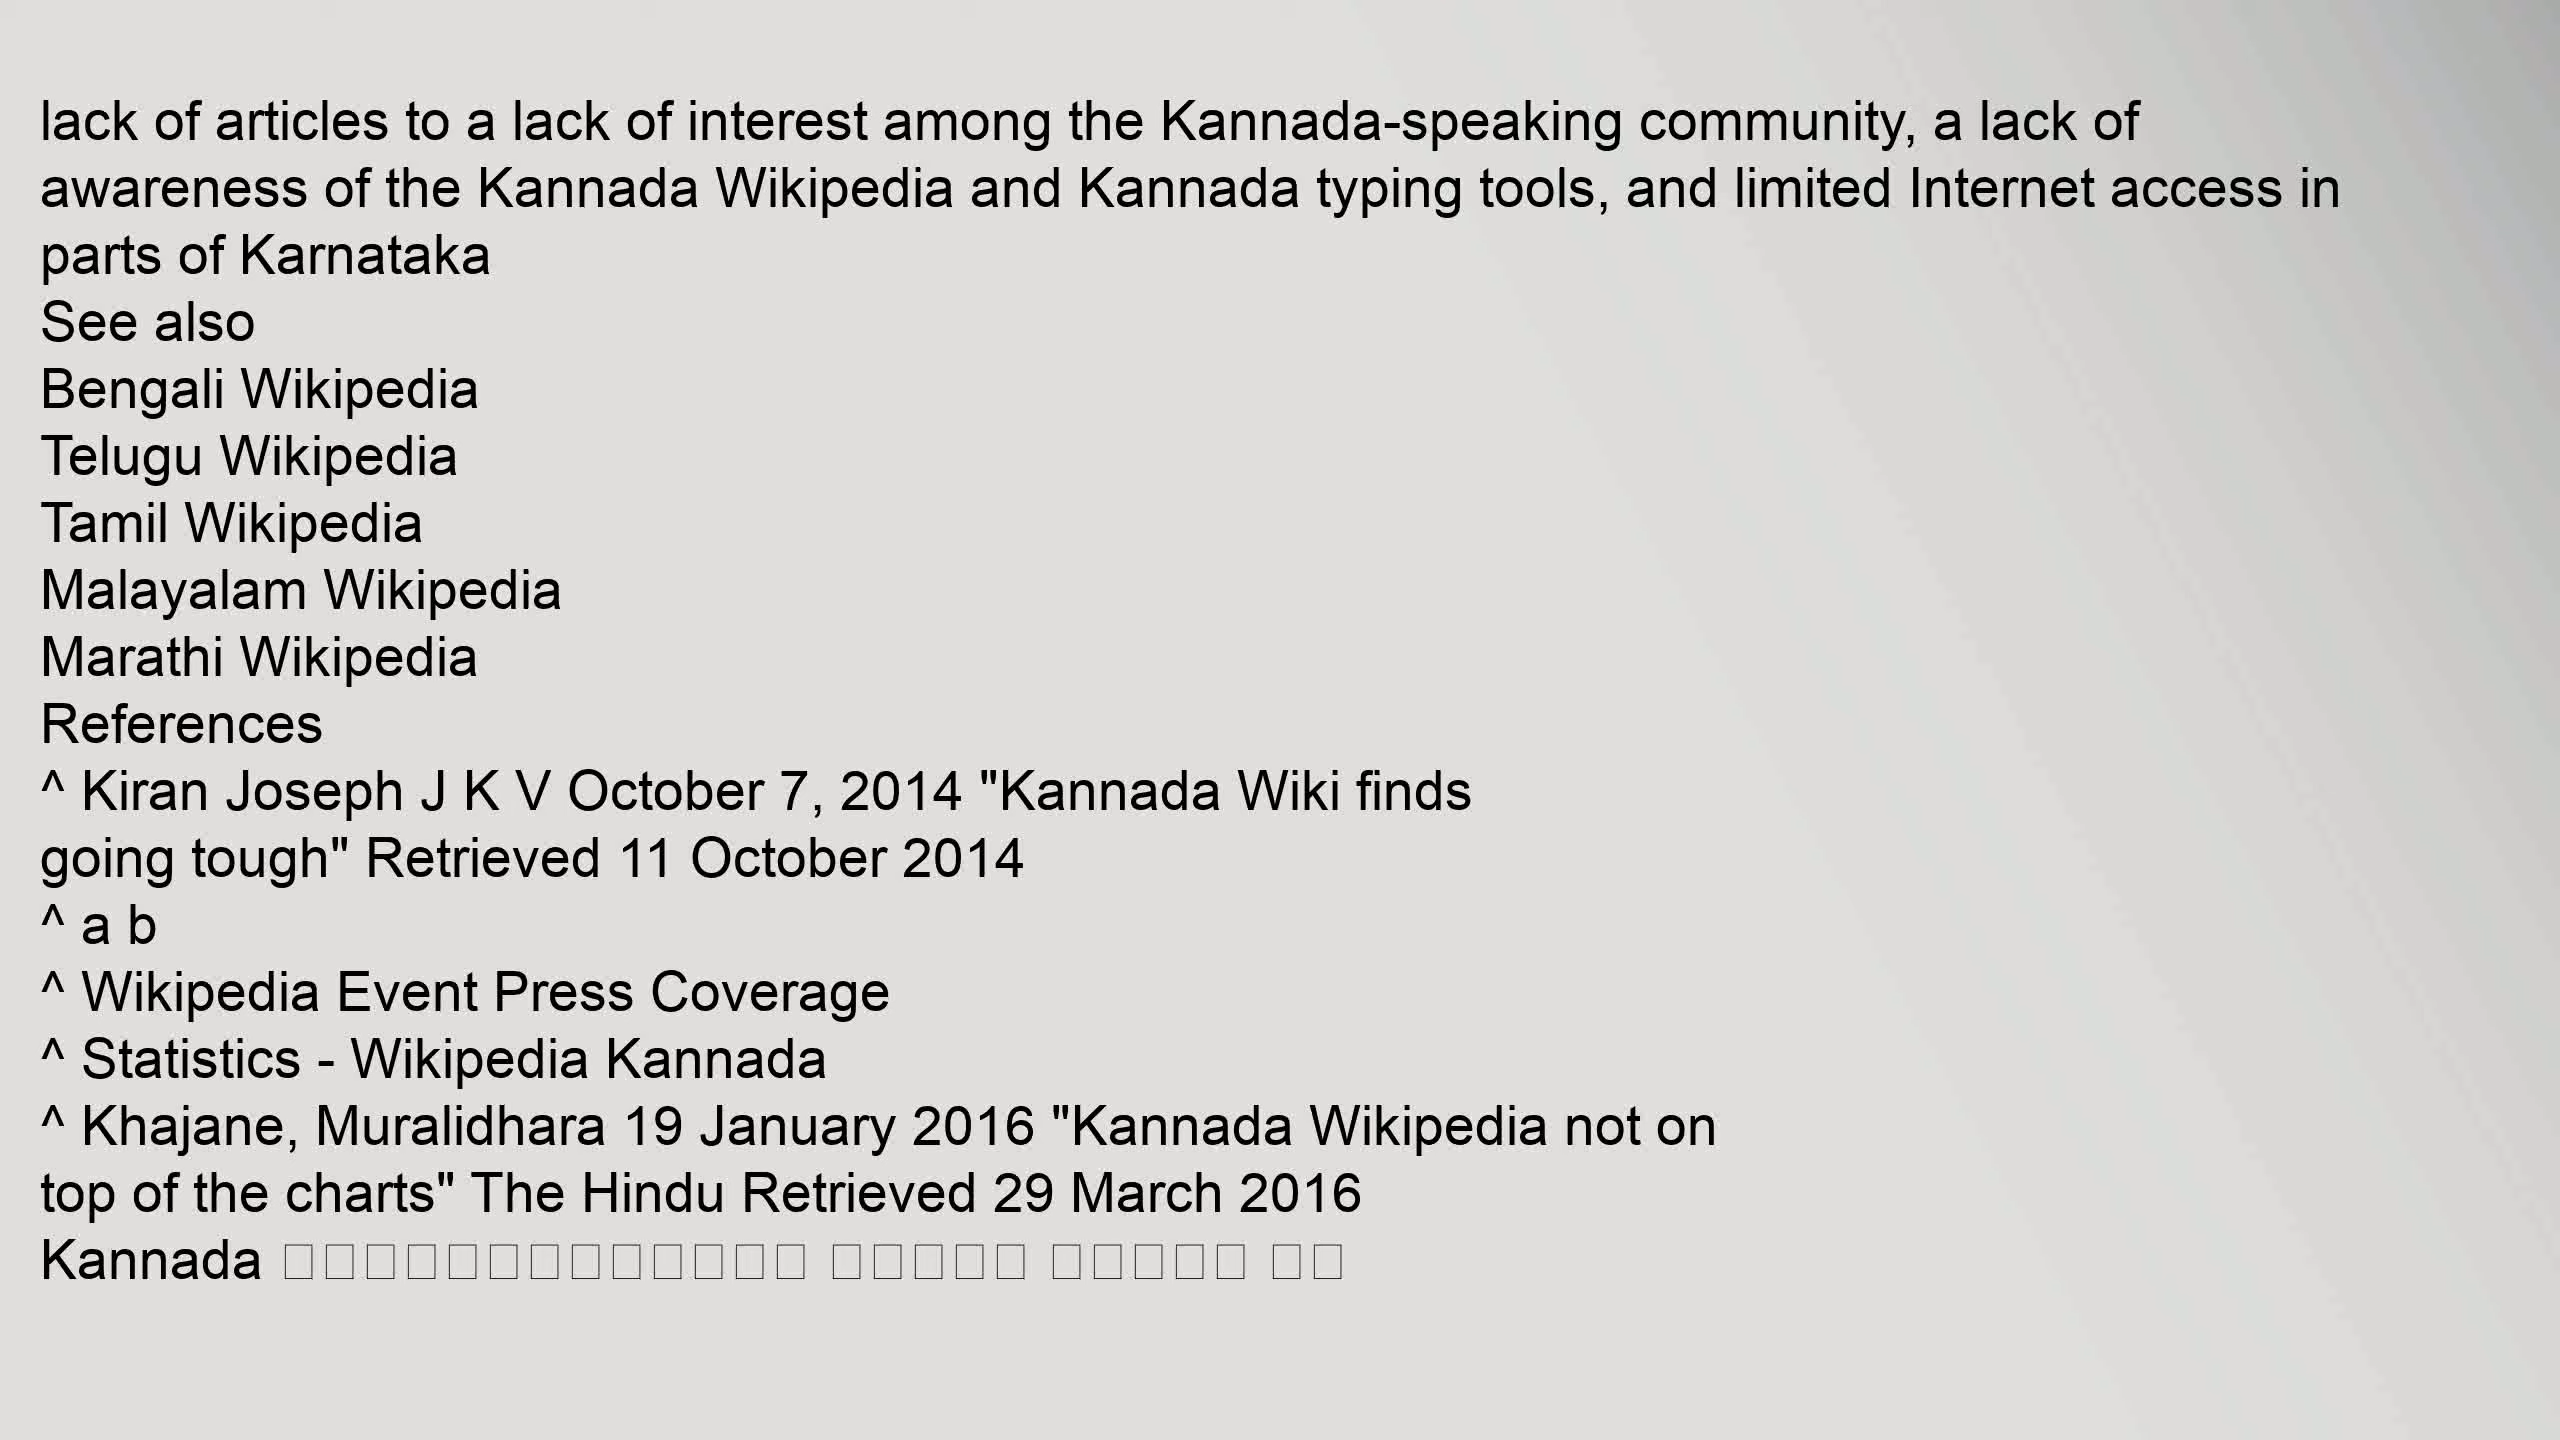 lack of articles to a lack of interest among the Kannada-speaking community, a lack of
awareness of the Kannada Wikipedia and Kannada typing tools, and limited Internet access in
parts of Karnataka
See also
Bengali Wikipedia
Telugu Wikipedia
Tamil Wikipedia
Malayalam Wikipedia
Marathi Wikipedia
References
^ Kiran Joseph J K V October 7, 2014 "Kannada Wiki finds
going tough" Retrieved 11 October 2014
^ a b
^ Wikipedia Event Press Coverage
^ Statistics - Wikipedia Kannada
^ Khajane, Muralidhara 19 January 2016 "Kannada Wikipedia not on
top of the charts" The Hindu Retrieved 29 March 2016
Kannada